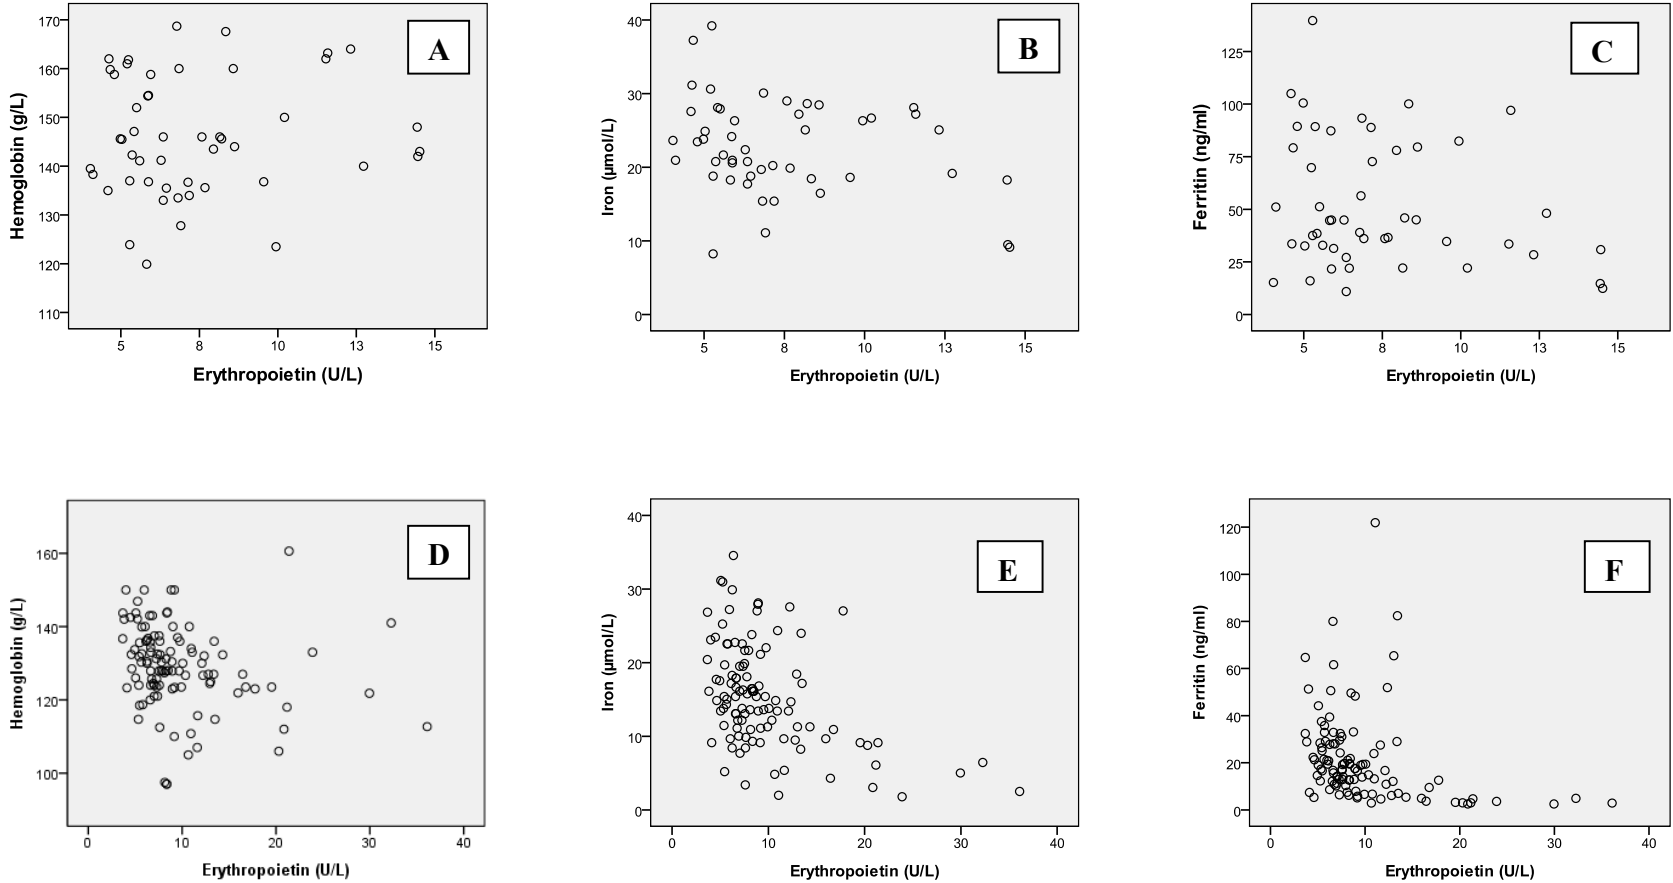 A
Hemoglobin (g/L)
170
160
150
140
130
120
110
5 8 10 13 15
Erythropoietin (U/L)
B
Iron (µmol/L)
40
30
20
10
0
5 8 10 13 15
Erythropoietin (U/L)
C
Ferritin (ng/ml)
125
100
75
50
25
0
5 8 10 13 15
Erythropoietin (U/L)
D
Hemoglobin (g/L)
160
140
120
100
0 10 20 30 40
Erythropoietin (U/L)
E
Iron (µmol/L)
40
30
20
10
0
0 10 20 30 40
Erythropoietin (U/L)
F
Ferritin (ng/ml)
120
100
80
60
40
20
0
0 10 20 30 40
Erythropoietin (U/L)